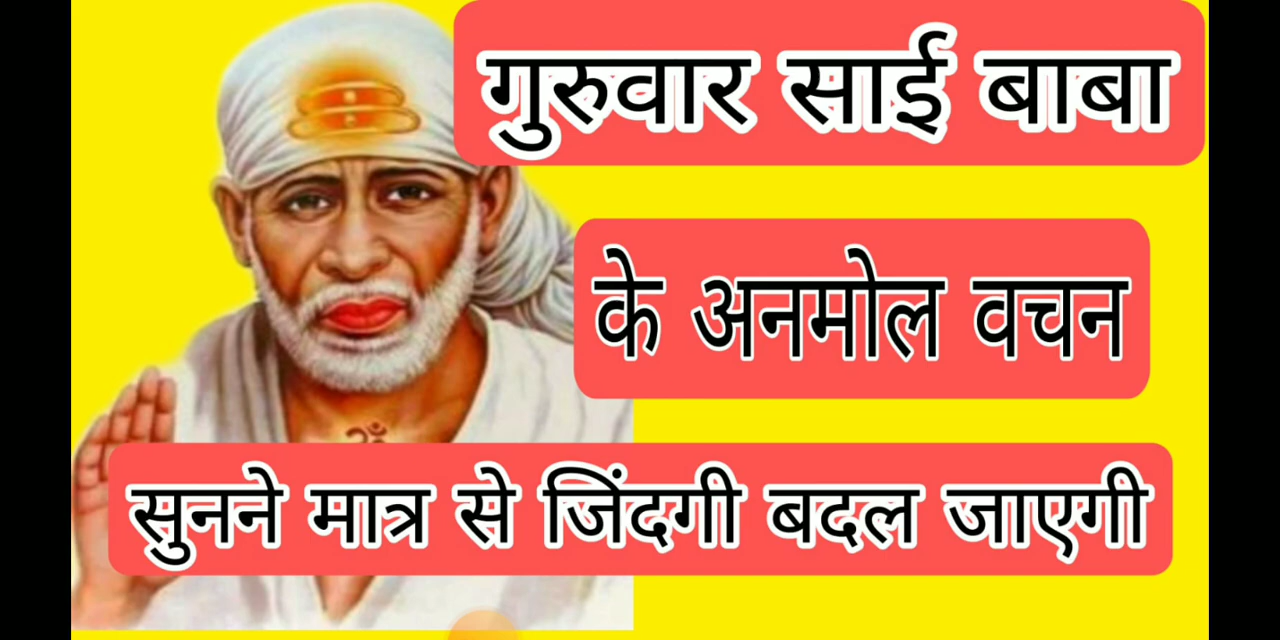 गुरुवार साई बाबा
के अनमोल वचन
ॐ
सुनने मात्र से जिंदगी बदल जाएगी